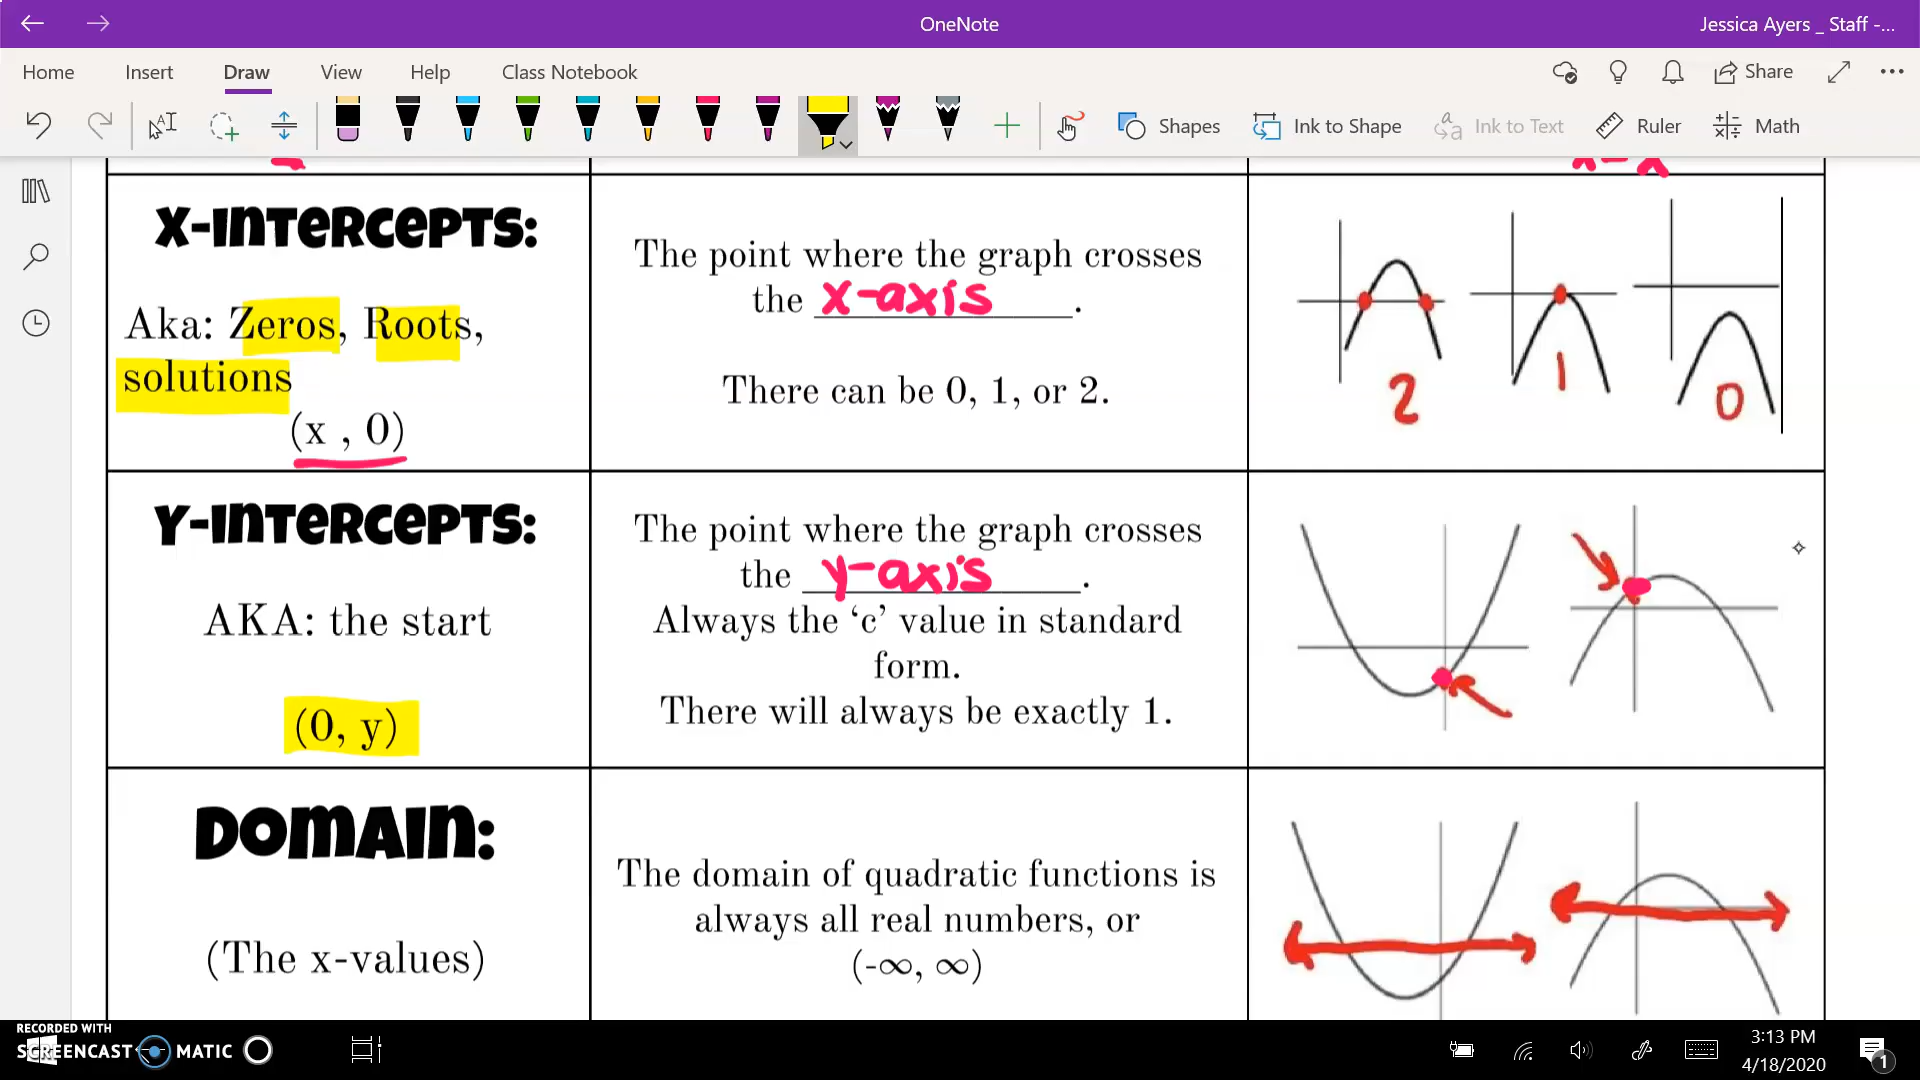 OneNote
Jessica Ayers _ Staff -...
Home Insert Draw View Help Class Notebook
Share
Shapes Ink to Shape Ink to Text Ruler Math
X-Intercepts:
Aka: Zeros, Roots,
solutions
(x , 0)
The point where the graph crosses
the x-axis.
There can be 0, 1, or 2.
2 1 0
Y-Intercepts:
AKA: the start
(0, y)
The point where the graph crosses
the y-axis.
Always the ‘c’ value in standard
form.
There will always be exactly 1.
Domain:
(The x-values)
The domain of quadratic functions is
always all real numbers, or
(-∞, ∞)
RECORDED WITH
SCREENCAST MATIC
3:13 PM
4/18/2020
1